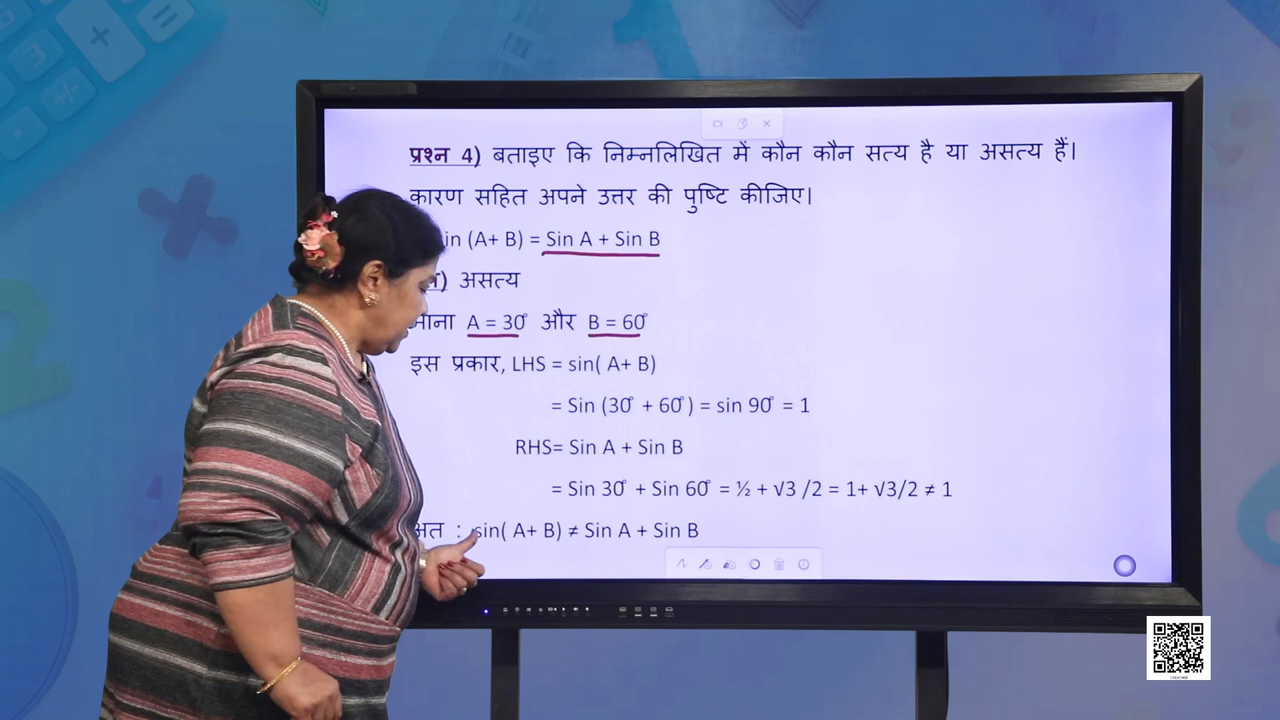 प्रश्न 4) बताइए कि निम्नलिखित में कौन कौन सत्य है या असत्य हैं।
कारण सहित अपने उत्तर की पुष्टि कीजिए।
in (A+ B) = Sin A + Sin B
) असत्य
माना A = 30° और B = 60°
इस प्रकार, LHS = sin( A+ B)
= Sin (30° + 60°) = sin 90° = 1
RHS= Sin A + Sin B
= Sin 30° + Sin 60° = ½ + √3 /2 = 1+ √3/2 ≠ 1
अत : sin( A+ B) ≠ Sin A + Sin B